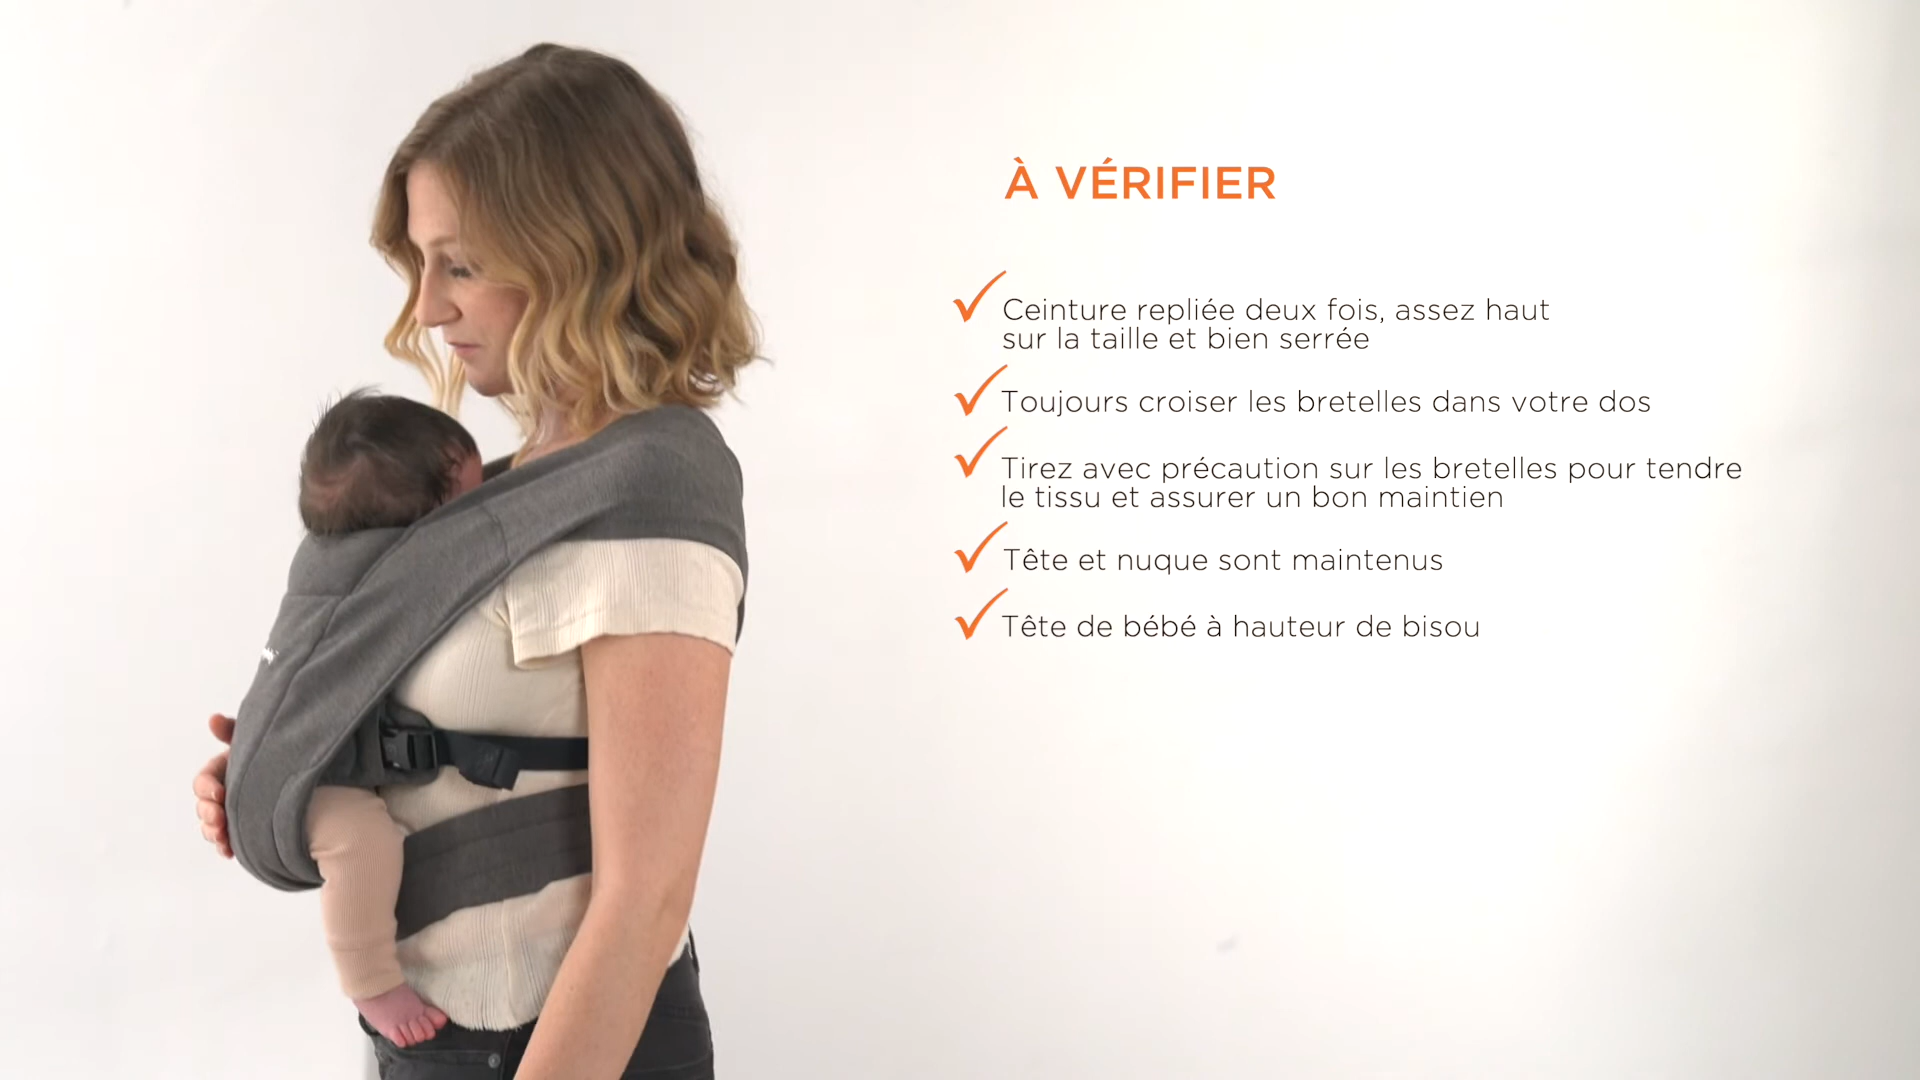 À VÉRIFIER
Ceinture repliée deux fois, assez haut
sur la taille et bien serrée
Toujours croiser les bretelles dans votre dos
Tirez avec précaution sur les bretelles pour tendre
le tissu et assurer un bon maintien
Tête et nuque sont maintenus
Tête de bébé à hauteur de bisou